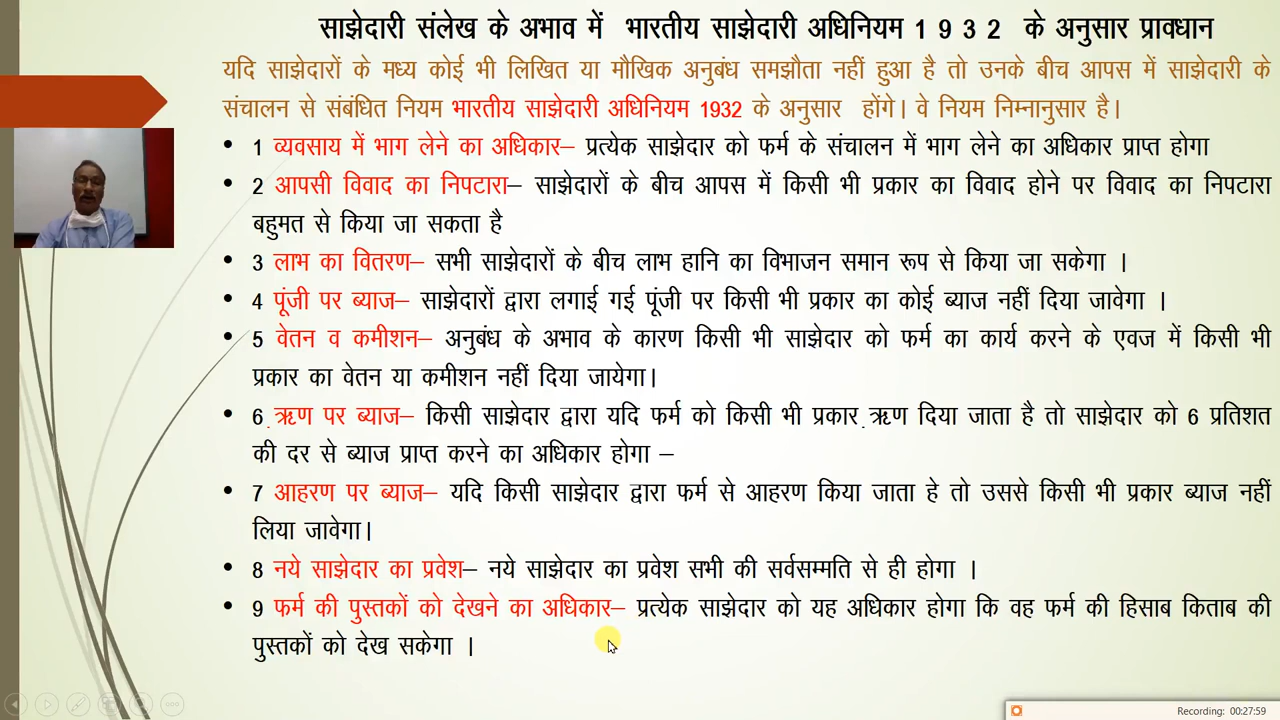 साझेदारी संलेख के अभाव में भारतीय साझेदारी अधिनियम 1 9 3 2 के अनुसार प्रावधान
यदि साझेदारों के मध्य कोई भी लिखित या मौखिक अनुबंध समझौता नहीं हुआ है तो उनके बीच आपस में साझेदारी के
संचालन से संबंधित नियम भारतीय साझेदारी अधिनियम 1932 के अनुसार होंगे। वे नियम निम्नानुसार है।
• 1 व्यवसाय में भाग लेने का अधिकार– प्रत्येक साझेदार को फर्म के संचालन में भाग लेने का अधिकार प्राप्त होगा
• 2 आपसी विवाद का निपटारा– साझेदारों के बीच आपस में किसी भी प्रकार का विवाद होने पर विवाद का निपटारा
बहुमत से किया जा सकता है
• 3 लाभ का वितरण– सभी साझेदारों के बीच लाभ हानि का विभाजन समान रूप से किया जा सकेगा ।
• 4 पूंजी पर ब्याज– साझेदारों द्वारा लगाई गई पूंजी पर किसी भी प्रकार का कोई ब्याज नहीं दिया जावेगा ।
• 5 वेतन व कमीशन– अनुबंध के अभाव के कारण किसी भी साझेदार को फर्म का कार्य करने के एवज में किसी भी
प्रकार का वेतन या कमीशन नहीं दिया जायेगा।
• 6 ऋण पर ब्याज– किसी साझेदार द्वारा यदि फर्म को किसी भी प्रकार ऋण दिया जाता है तो साझेदार को 6 प्रतिशत
की दर से ब्याज प्राप्त करने का अधिकार होगा –
• 7 आहरण पर ब्याज– यदि किसी साझेदार द्वारा फर्म से आहरण किया जाता हे तो उससे किसी भी प्रकार ब्याज नहीं
लिया जावेगा।
• 8 नये साझेदार का प्रवेश– नये साझेदार का प्रवेश सभी की सर्वसम्मति से ही होगा ।
• 9 फर्म की पुस्तकों को देखने का अधिकार– प्रत्येक साझेदार को यह अधिकार होगा कि वह फर्म की हिसाब किताब की
पुस्तकों को देख सकेगा ।
Recording: 00:27:59